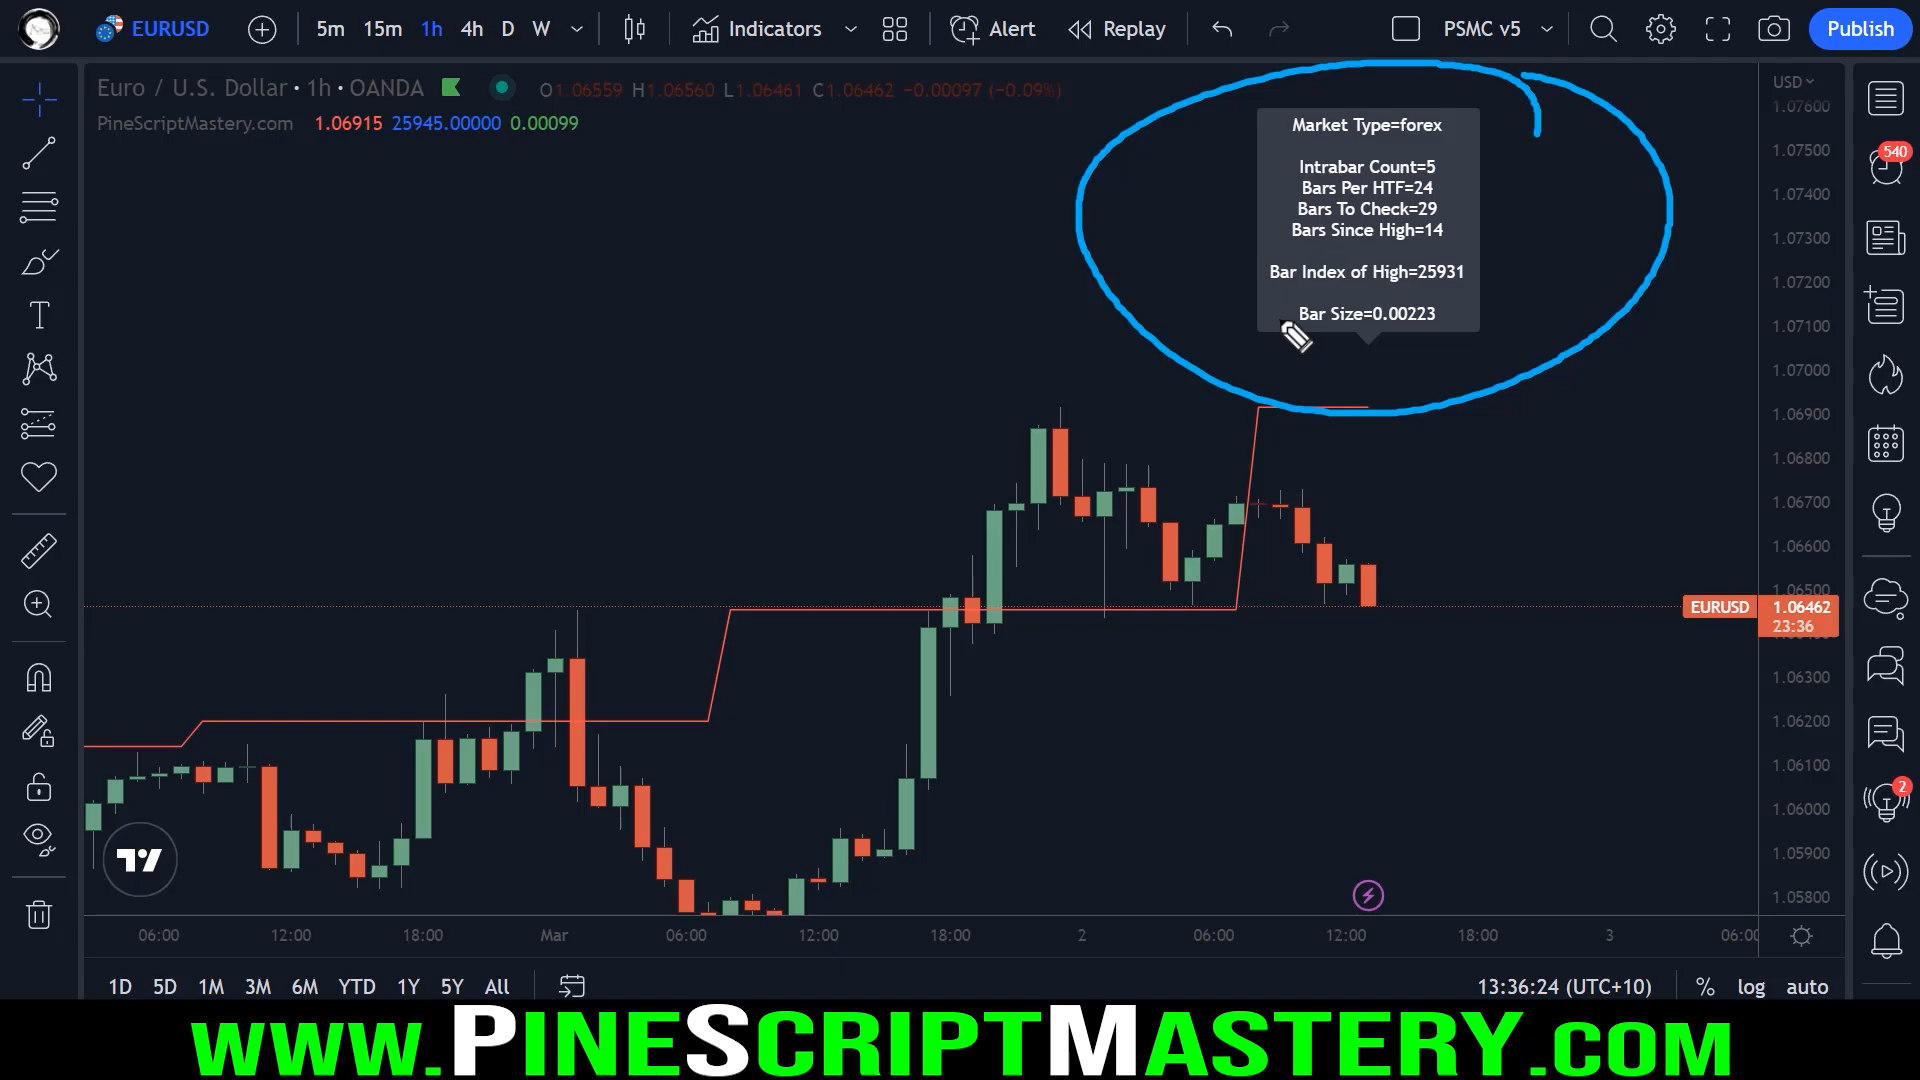 EURUSD 5m 15m 1h 4h D W Indicators Alert Replay PSMC v5 Publish
Euro / U.S. Dollar • 1h • OANDA O1.06559 H1.06560 L1.06461 C1.06462 −0.00097 (−0.09%)
PineScriptMastery.com 1.06915 25945.00000 0.00099
USD
1.07600
1.07500
1.07400
1.07300
1.07200
1.07100
1.07000
1.06900
1.06800
1.06700
1.06600
1.06500
1.06300
1.06200
1.06100
1.06000
1.05900
1.05800
Market Type=forex
Intrabar Count=5
Bars Per HTF=24
Bars To Check=29
Bars Since High=14
Bar Index of High=25931
Bar Size=0.00223
EURUSD 1.06462
23:36
540
2
06:00 12:00 18:00 Mar 06:00 12:00 18:00 2 06:00 12:00 18:00 3 06:00
1D 5D 1M 3M 6M YTD 1Y 5Y All 13:36:24 (UTC+10) % log auto
www.PineScriptMastery.com